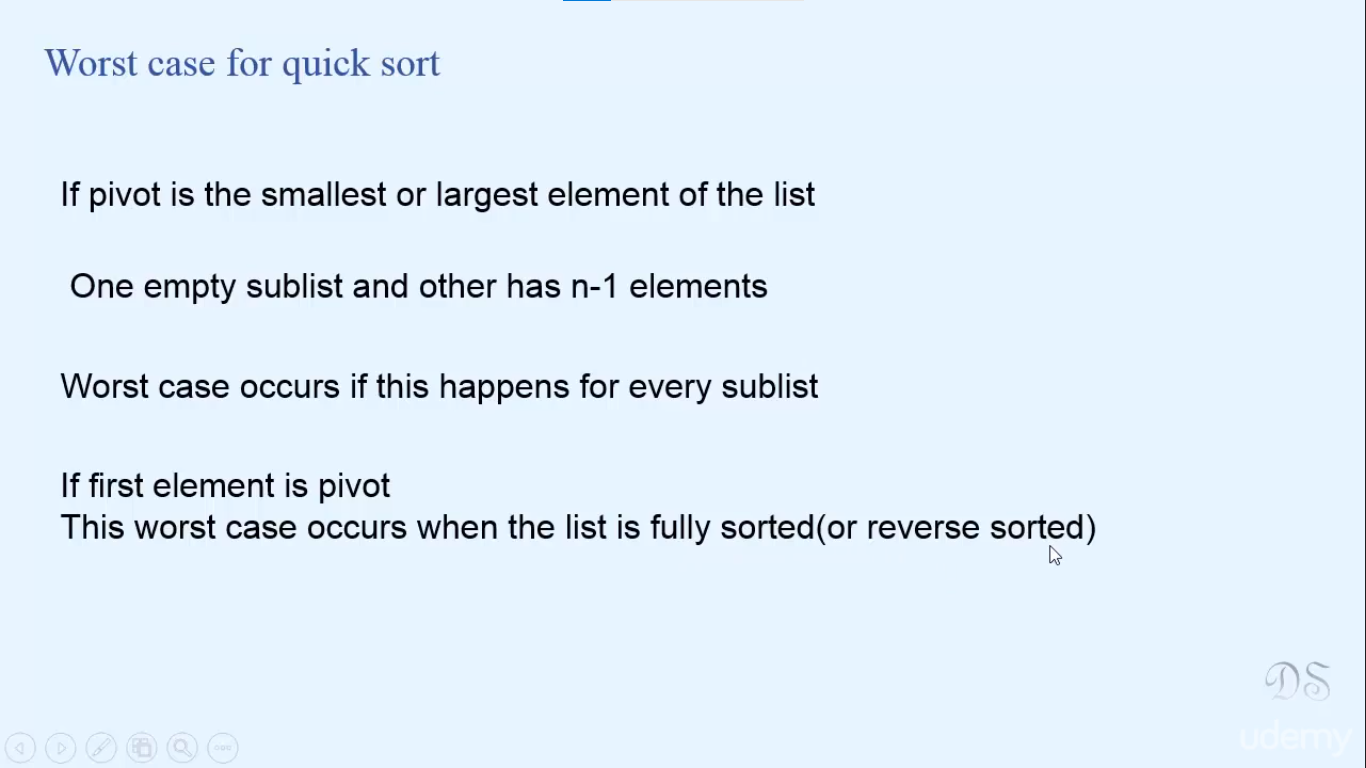 Worst case for quick sort
If pivot is the smallest or largest element of the list
One empty sublist and other has n-1 elements
Worst case occurs if this happens for every sublist
If first element is pivot
This worst case occurs when the list is fully sorted(or reverse sorted)
DS
udemy